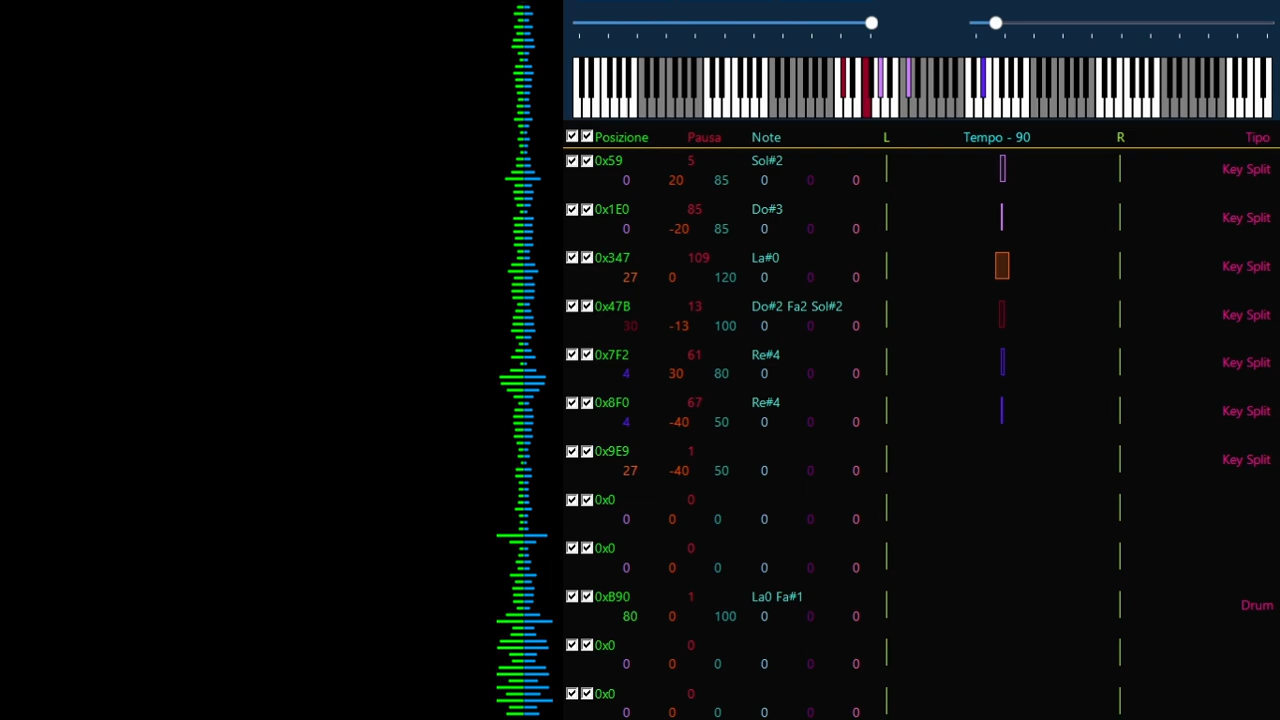 Posizione Pausa Note L Tempo - 90 R Tipo
0x59 5 Sol#2 Key Split
0 20 85 0 0 0
0x1E0 85 Do#3 Key Split
0 -20 85 0 0 0
0x347 109 La#0 Key Split
27 0 120 0 0 0
0x47B 13 Do#2 Fa2 Sol#2 Key Split
30 -13 100 0 0 0
0x7F2 61 Re#4 Key Split
4 30 80 0 0 0
0x8F0 67 Re#4 Key Split
4 -40 50 0 0 0
0x9E9 1 Key Split
27 -40 50 0 0 0
0x0 0
0 0 0 0 0 0
0x0 0
0 0 0 0 0 0
0xB90 1 La0 Fa#1 Drum
80 0 100 0 0 0
0x0 0
0 0 0 0 0 0
0x0 0
0 0 0 0 0 0